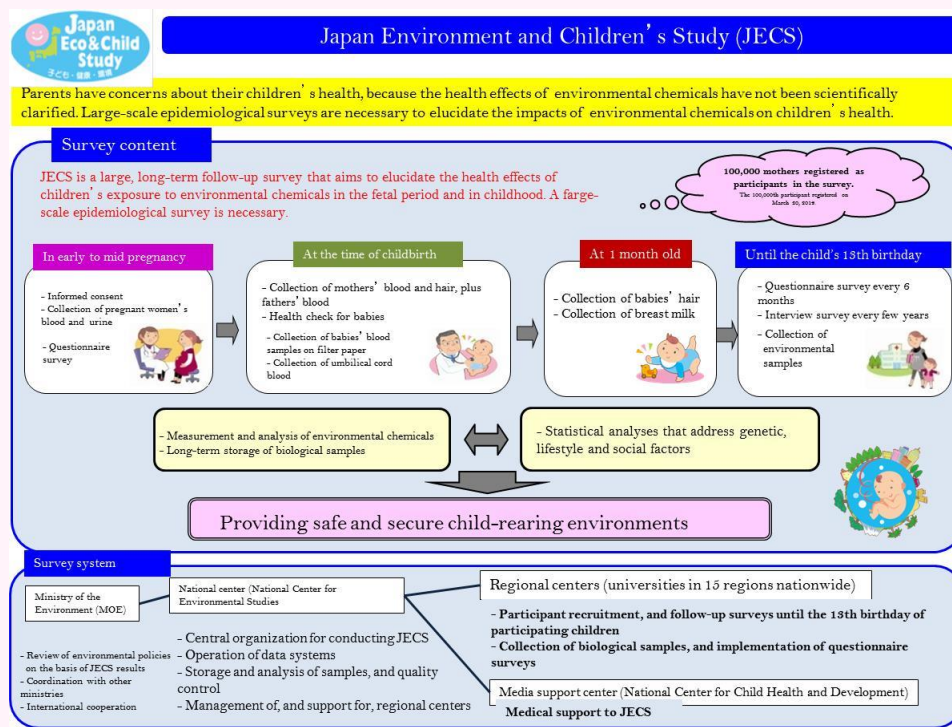 Japan
Eco&Child
Study
子ども・健康・環境
Japan Environment and Children's Study (JECS)
Parents have concerns about their children's health, because the health effects of environmental chemicals have not been scientifically
clarified. Large-scale epidemiological surveys are necessary to elucidate the impacts of environmental chemicals on children's health.
Survey content
JECS is a large, long-term follow-up survey that aims to elucidate the health effects of
children's exposure to environmental chemicals in the fetal period and in childhood. A farge-
scale epidemiological survey is necessary.
100,000 mothers registered as
participants in the survey.
The 100,000th participant registered on
March 20, 2019.
In early to mid pregnancy
- Informed consent
- Collection of pregnant women's
blood and urine
- Questionnaire
survey
At the time of childbirth
- Collection of mothers' blood and hair, plus
fathers' blood
- Health check for babies
- Collection of babies' blood
samples on filter paper
- Collection of umbilical cord
blood
At 1 month old
- Collection of babies' hair
- Collection of breast milk
Until the child's 13th birthday
- Questionnaire survey every 6
months
- Interview survey every few years
- Collection of
environmental
samples
- Measurement and analysis of environmental chemicals
- Long-term storage of biological samples
- Statistical analyses that address genetic,
lifestyle and social factors
Providing safe and secure child-rearing environments
Survey system
Ministry of the
Environment (MOE)
- Review of environmental policies
on the basis of JECS results
- Coordination with other
ministries
- International cooperation
National center (National Center for
Environmental Studies
- Central organization for conducting JECS
- Operation of data systems
- Storage and analysis of samples, and quality
control
- Management of, and support for, regional centers
Regional centers (universities in 15 regions nationwide)
- Participant recruitment, and follow-up surveys until the 13th birthday of
participating children
- Collection of biological samples, and implementation of questionnaire
surveys
Media support center (National Center for Child Health and Development)
Medical support to JECS